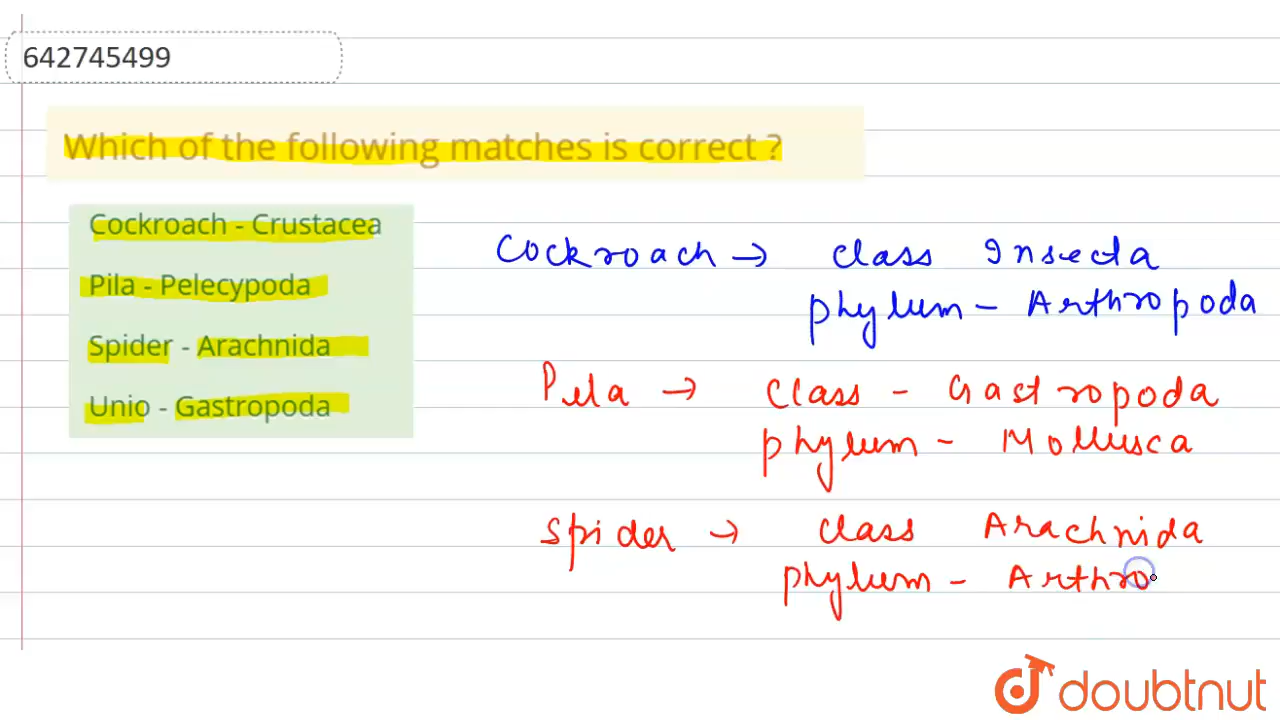 642745499
Which of the following matches is correct ?
Cockroach - Crustacea
Pila - Pelecypoda
Spider - Arachnida
Unio - Gastropoda
Cockroach → class Insecta
phylum - Arthropoda
Pila → class - Gastropoda
phylum - Mollusca
Spider → class Arachnida
phylum - Arthro
doubtnut